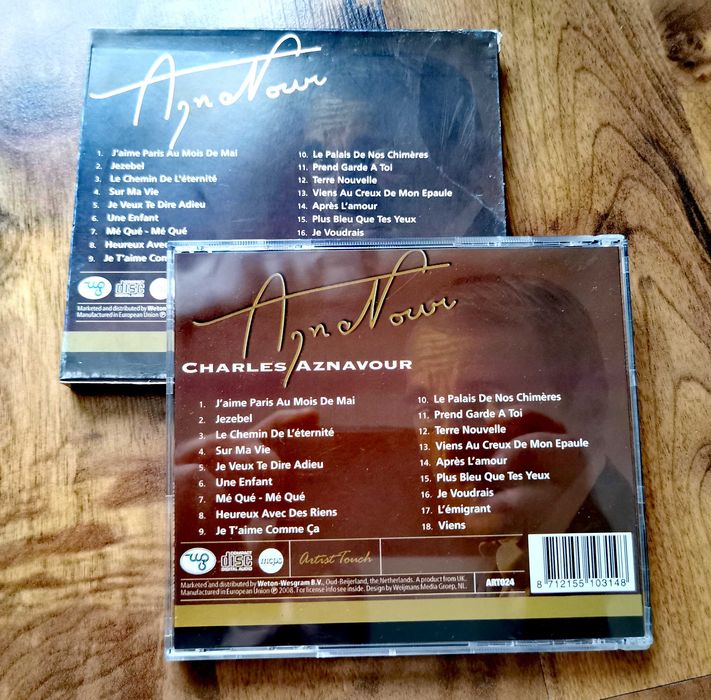 Aznavour
1. J'aime Paris Au Mois De Mai
2. Jezebel
3. Le Chemin De L'éternité
4. Sur Ma Vie
5. Je Veux Te Dire Adieu
6. Une Enfant
7. Mé Qué - Mé Qué
8. Heureux Avec
9. Je T'aime Com
10. Le Palais De Nos Chimères
11. Prend Garde A Toi
12. Terre Nouvelle
13. Viens Au Creux De Mon Epaule
14. Après L'amour
15. Plus Bleu Que Tes Yeux
16. Je Voudrais
wg
disc
Marketed and distributed by Weton-
Manufactured in European Union ℗
Aznavour
CHARLES AZNAVOUR
1. J'aime Paris Au Mois De Mai
2. Jezebel
3. Le Chemin De L'éternité
4. Sur Ma Vie
5. Je Veux Te Dire Adieu
6. Une Enfant
7. Mé Qué - Mé Qué
8. Heureux Avec Des Riens
9. Je T'aime Comme Ça
10. Le Palais De Nos Chimères
11. Prend Garde A Toi
12. Terre Nouvelle
13. Viens Au Creux De Mon Epaule
14. Après L'amour
15. Plus Bleu Que Tes Yeux
16. Je Voudrais
17. L'émigrant
18. Viens
wg
COMPACT
disc
DIGITAL AUDIO
mcps
Artist Touch
Marketed and distributed by Weton-Wesgram B.V., Oud-Beijerland, the Netherlands. A product from UK.
Manufactured in European Union ℗ 2008. For license info see inside. Design by Weijmans Media Groep, NL.
ART024
8 712155 103148